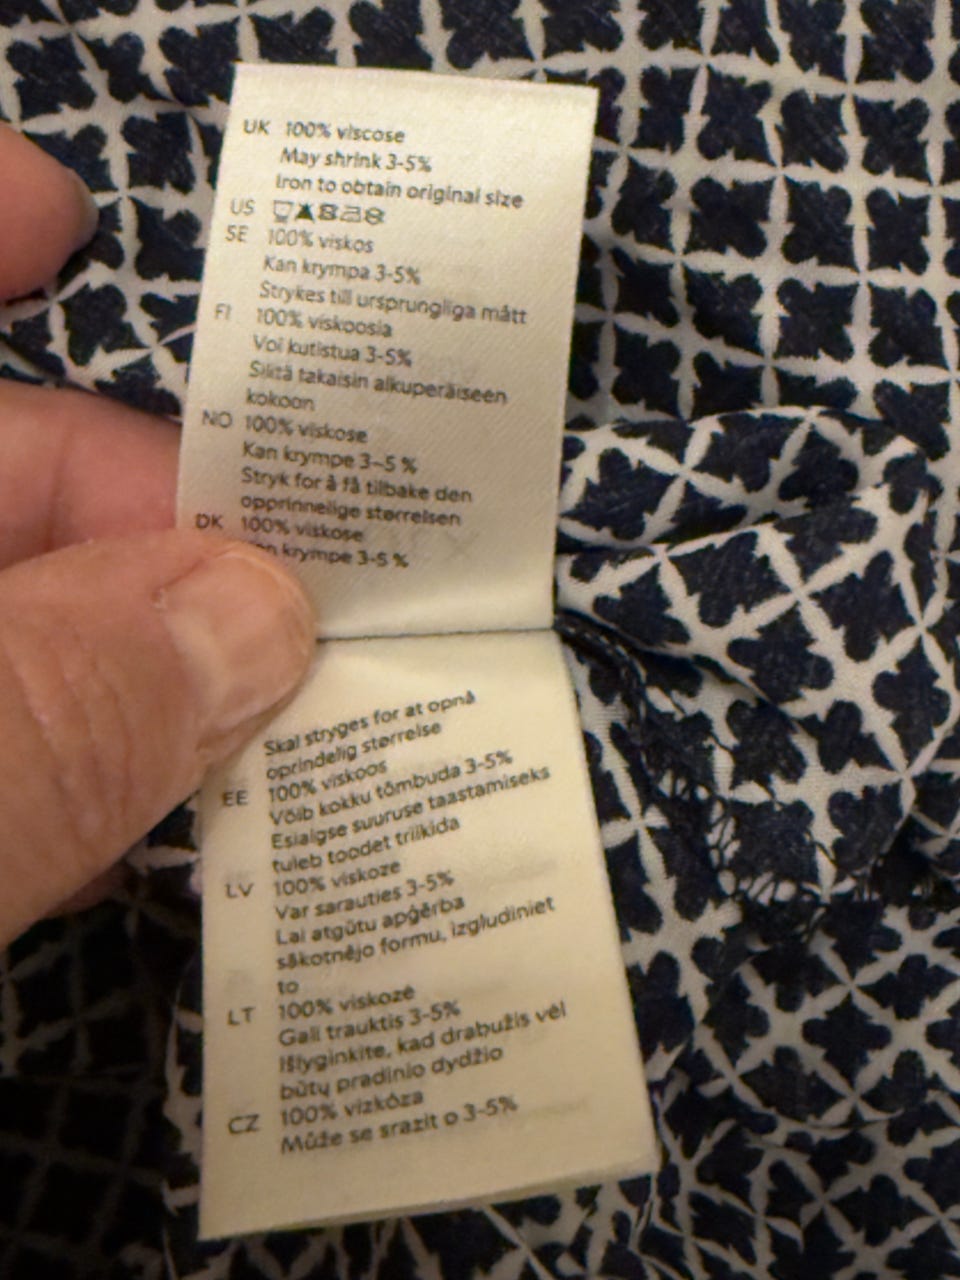 UK 100% viscose
May shrink 3-5%
Iron to obtain original size
US
SE 100% viskos
Kan krympa 3-5%
Strykes till ursprungliga mått
FI 100% viskoosia
Voi kutistua 3-5%
Silitä takaisin alkuperäiseen
kokoon
NO 100% viskose
Kan krympe 3-5 %
Stryk for å få tilbake den
opprinnelige størrelsen
DK 100% viskose
krympe 3-5 %
Skal stryges for at opnå
oprindelig størrelse
EE 100% viskoos
Võib kokku tõmbuda 3-5%
Esialgse suuruse taastamiseks
tuleb toodet triikida
LV 100% viskoze
Var sarauties 3-5%
Lai atgūtu apģērba
sākotnējo formu, izgludiniet
to
LT 100% viskozė
Gali trauktis 3-5%
Išlyginkite, kad drabužis vėl
būtų pradinio dydžio
CZ 100% vizkóza
Může se srazit o 3-5%